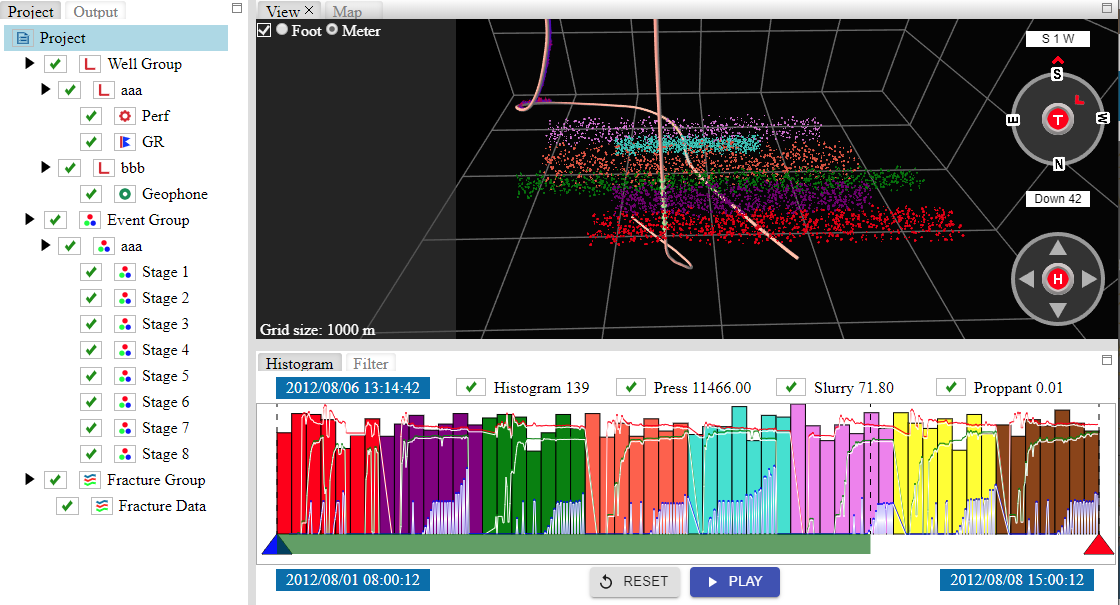 Project Output
Project
Well Group
aaa
Perf
GR
bbb
Geophone
Event Group
aaa
Stage 1
Stage 2
Stage 3
Stage 4
Stage 5
Stage 6
Stage 7
Stage 8
Fracture Group
Fracture Data
View Map
Foot Meter
Grid size: 1000 m
S 1 W
S
E T W
N
Down 42
H
Histogram Filter
2012/08/06 13:14:42 Histogram 139 Press 11466.00 Slurry 71.80 Proppant 0.01
2012/08/01 08:00:12 RESET PLAY 2012/08/08 15:00:12